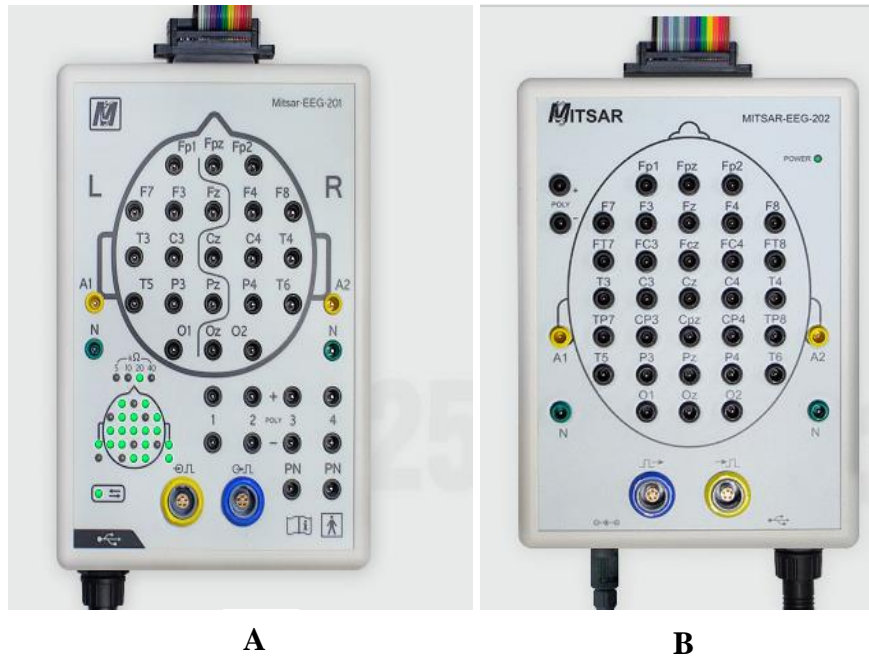 Mitsar-EEG-201
Fp1 Fpz Fp2
L R
F7 F3 Fz F4 F8
T3 C3 Cz C4 T4
A1 T5 P3 Pz P4 T6 A2
N O1 Oz O2 N
kΩ
5 10 20 40
+
1 2 POLY 3 4
−
PN PN
MITSAR
MITSAR-EEG-202
POWER
Fp1 Fpz Fp2
+
POLY
−
F7 F3 Fz F4 F8
FT7 FC3 Fcz FC4 FT8
T3 C3 Cz C4 T4
TP7 CP3 Cpz CP4 TP8
A1 A2
T5 P3 Pz P4 T6
O1 Oz O2
N N
25
A
B